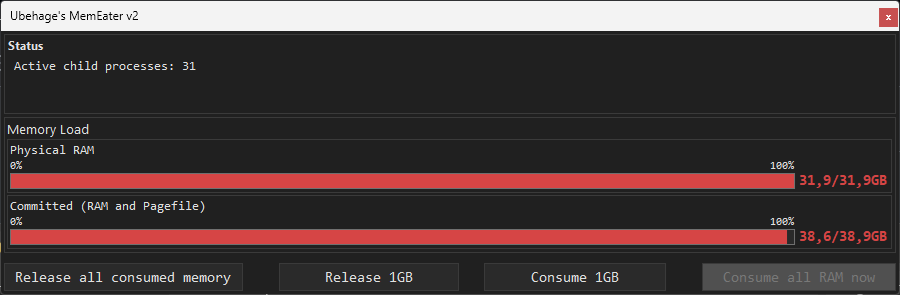 Ubehage's MemEater v2
x
Status
Active child processes: 31
Memory Load
Physical RAM
0% 100%
31,9/31,9GB
Committed (RAM and Pagefile)
0% 100%
38,6/38,9GB
Release all consumed memory Release 1GB Consume 1GB Consume all RAM now